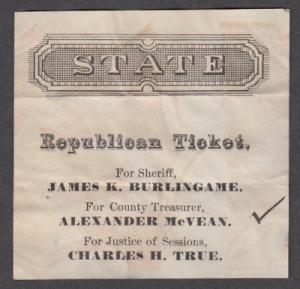 STATE
Republican Ticket.
For Sheriff,
JAMES K. BURLINGAME.
For County Treasurer,
ALEXANDER McVEAN.
For Justice of Sessions,
CHARLES H. TRUE.